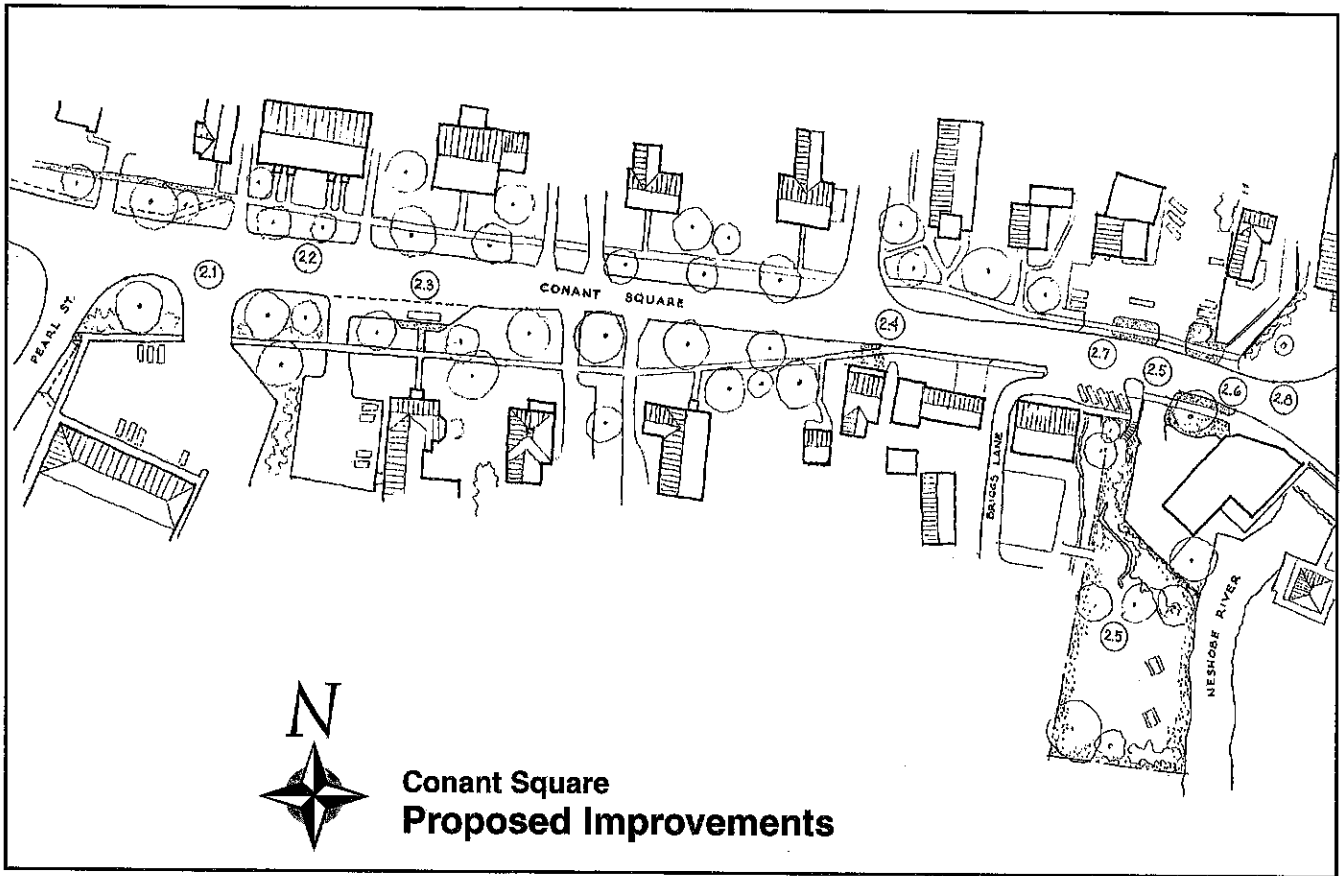 2.1
2.2
2.3
CONANT SQUARE
PEARL ST.
2.4
2.7
2.5
2.6
2.8
BRIGGS LANE
NESHOBE RIVER
2.5
N
Conant Square
Proposed Improvements